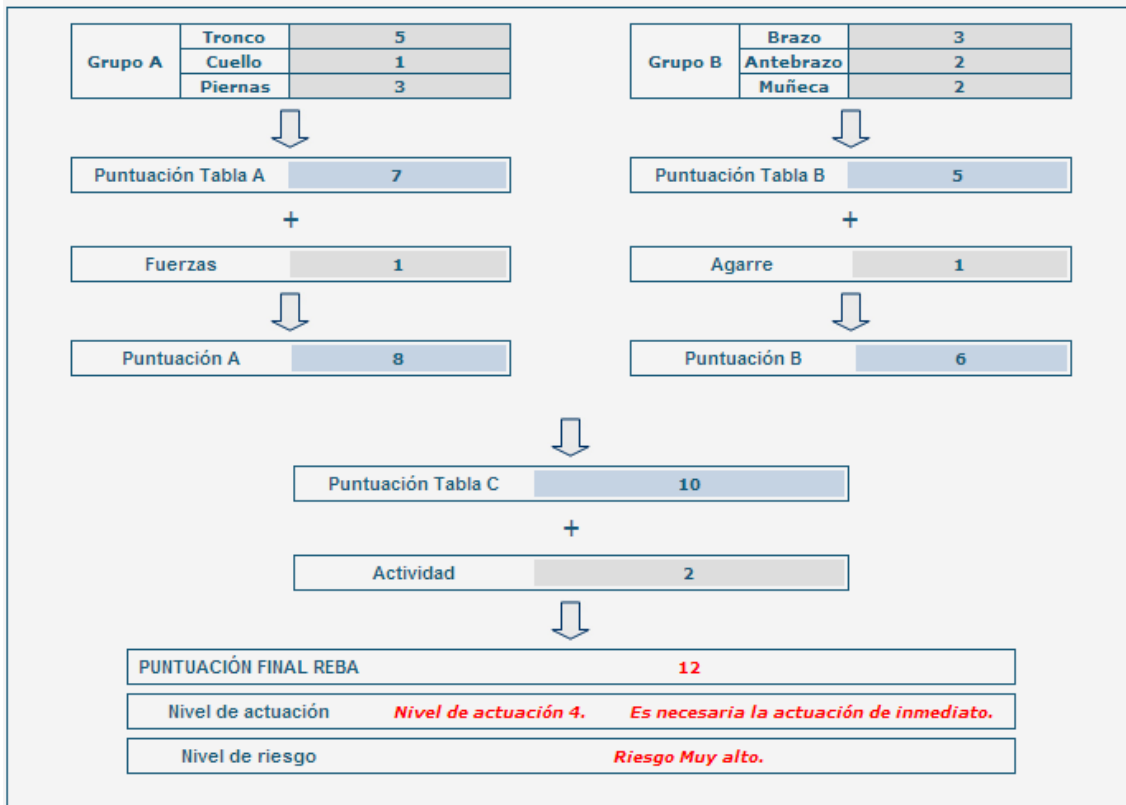 Grupo A
Tronco 5
Cuello 1
Piernas 3
Grupo B
Brazo 3
Antebrazo 2
Muñeca 2
Puntuación Tabla A 7
Puntuación Tabla B 5
+
+
Fuerzas 1
Agarre 1
Puntuación A 8
Puntuación B 6
Puntuación Tabla C 10
+
Actividad 2
PUNTUACIÓN FINAL REBA 12
Nivel de actuación Nivel de actuación 4. Es necesaria la actuación de inmediato.
Nivel de riesgo Riesgo Muy alto.